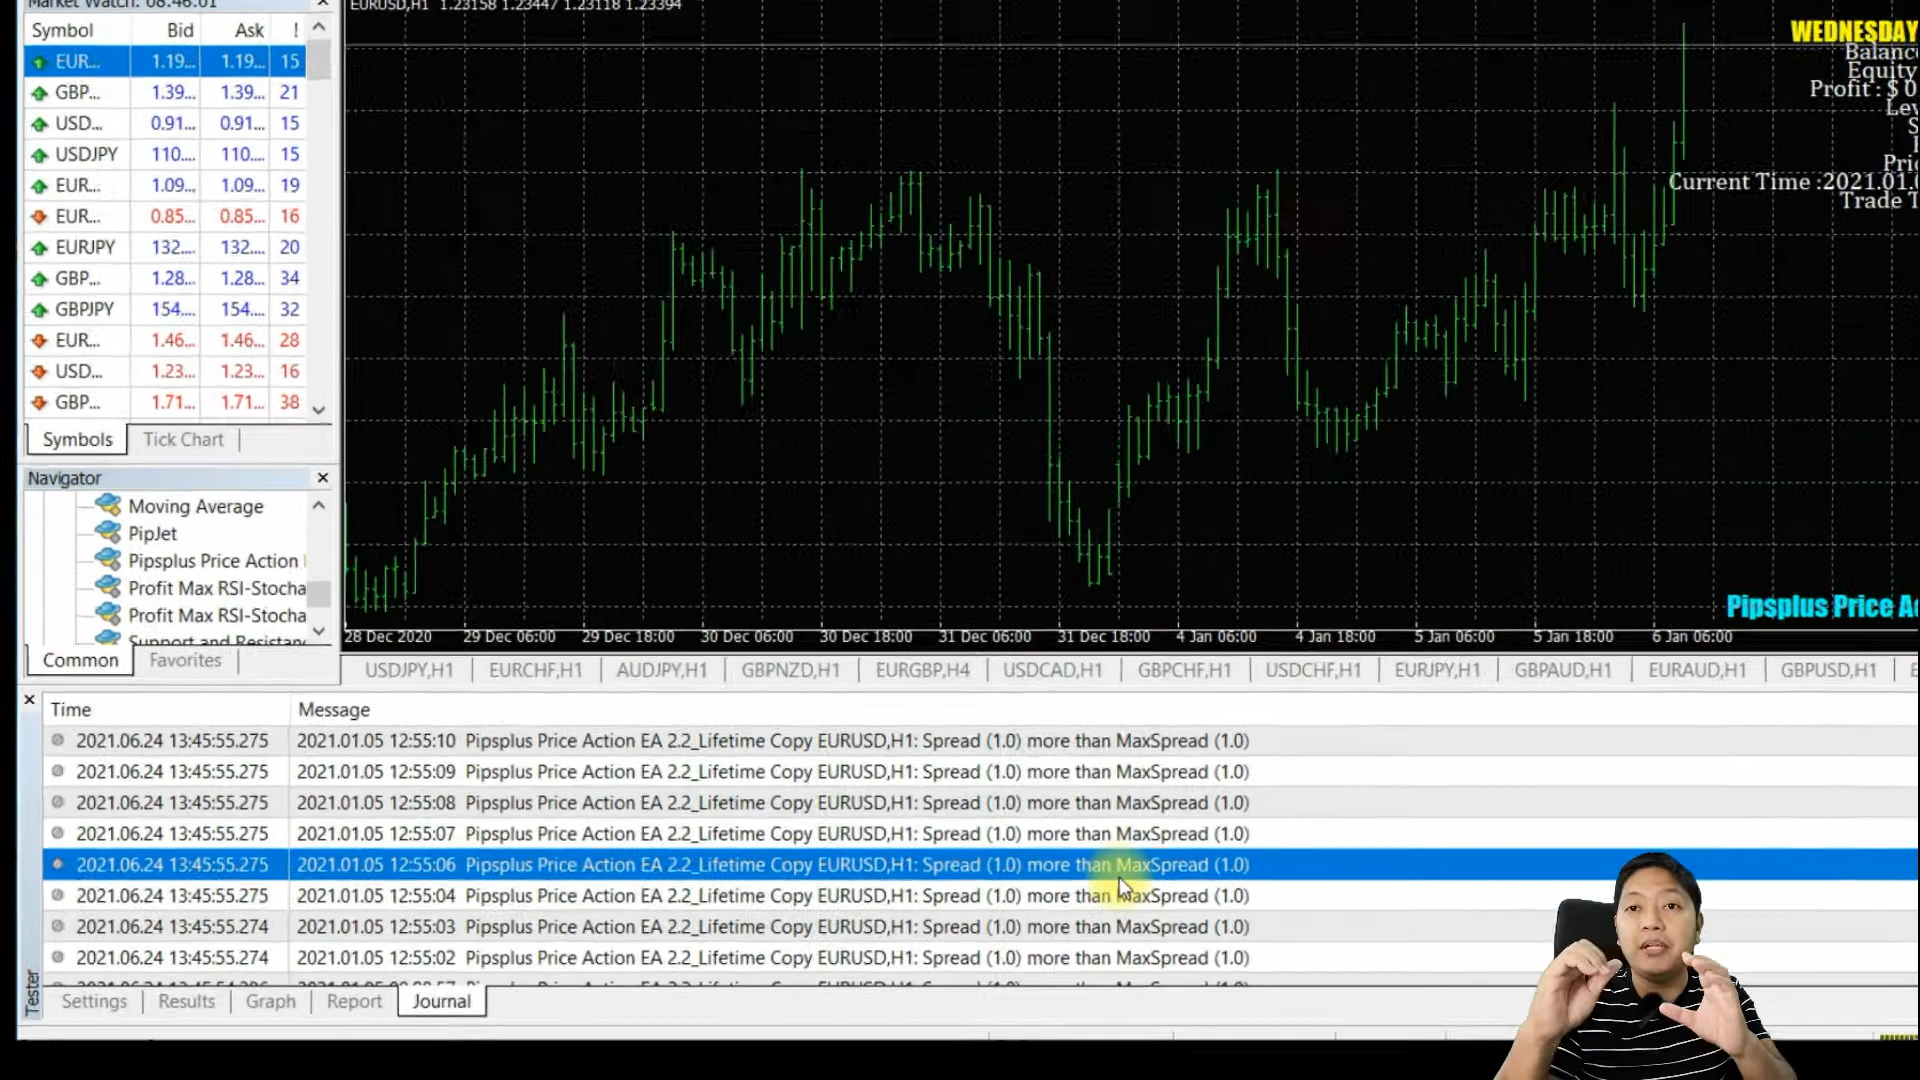 Market Watch: 08:46:01
EURUSD,H1 1.23158 1.23447 1.23118 1.23394
Symbol Bid Ask !
EUR... 1.19... 1.19... 15
GBP... 1.39... 1.39... 21
USD... 0.91... 0.91... 15
USDJPY 110.... 110.... 15
EUR... 1.09... 1.09... 19
EUR... 0.85... 0.85... 16
EURJPY 132.... 132.... 20
GBP... 1.28... 1.28... 34
GBPJPY 154.... 154.... 32
EUR... 1.46... 1.46... 28
USD... 1.23... 1.23... 16
GBP... 1.71... 1.71... 38
Symbols Tick Chart
WEDNESDAY
Balance
Equity
Profit : $ 0
Lev
Pric
Current Time :2021.01.0
Trade T
Pipsplus Price Ac
Navigator
Moving Average
PipJet
Pipsplus Price Action
Profit Max RSI-Stocha
Profit Max RSI-Stocha
Support and Resistanc
Common Favorites
28 Dec 2020 29 Dec 06:00 29 Dec 18:00 30 Dec 06:00 30 Dec 18:00 31 Dec 06:00 31 Dec 18:00 4 Jan 06:00 4 Jan 18:00 5 Jan 06:00 5 Jan 18:00 6 Jan 06:00
USDJPY,H1 EURCHF,H1 AUDJPY,H1 GBPNZD,H1 EURGBP,H4 USDCAD,H1 GBPCHF,H1 USDCHF,H1 EURJPY,H1 GBPAUD,H1 EURAUD,H1 GBPUSD,H1
Time Message
2021.06.24 13:45:55.275 2021.01.05 12:55:10 Pipsplus Price Action EA 2.2_Lifetime Copy EURUSD,H1: Spread (1.0) more than MaxSpread (1.0)
2021.06.24 13:45:55.275 2021.01.05 12:55:09 Pipsplus Price Action EA 2.2_Lifetime Copy EURUSD,H1: Spread (1.0) more than MaxSpread (1.0)
2021.06.24 13:45:55.275 2021.01.05 12:55:08 Pipsplus Price Action EA 2.2_Lifetime Copy EURUSD,H1: Spread (1.0) more than MaxSpread (1.0)
2021.06.24 13:45:55.275 2021.01.05 12:55:07 Pipsplus Price Action EA 2.2_Lifetime Copy EURUSD,H1: Spread (1.0) more than MaxSpread (1.0)
2021.06.24 13:45:55.275 2021.01.05 12:55:06 Pipsplus Price Action EA 2.2_Lifetime Copy EURUSD,H1: Spread (1.0) more than MaxSpread (1.0)
2021.06.24 13:45:55.275 2021.01.05 12:55:04 Pipsplus Price Action EA 2.2_Lifetime Copy EURUSD,H1: Spread (1.0) more than MaxSpread (1.0)
2021.06.24 13:45:55.274 2021.01.05 12:55:03 Pipsplus Price Action EA 2.2_Lifetime Copy EURUSD,H1: Spread (1.0) more than MaxSpread (1.0)
2021.06.24 13:45:55.274 2021.01.05 12:55:02 Pipsplus Price Action EA 2.2_Lifetime Copy EURUSD,H1: Spread (1.0) more than MaxSpread (1.0)
Tester
Settings Results Graph Report Journal